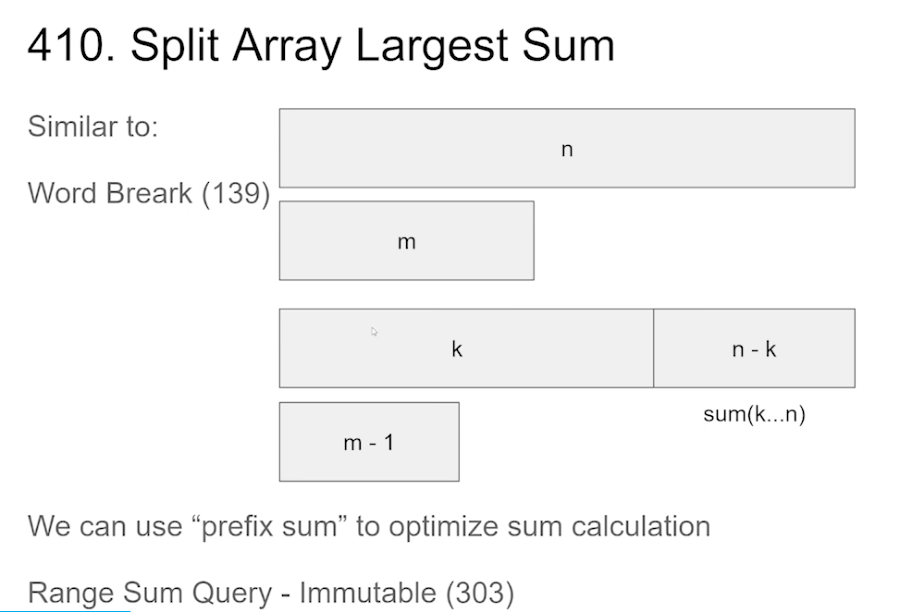 410. Split Array Largest Sum
Similar to:
n
Word Breark (139)
m
k
n - k
sum(k...n)
m - 1
We can use “prefix sum” to optimize sum calculation
Range Sum Query - Immutable (303)